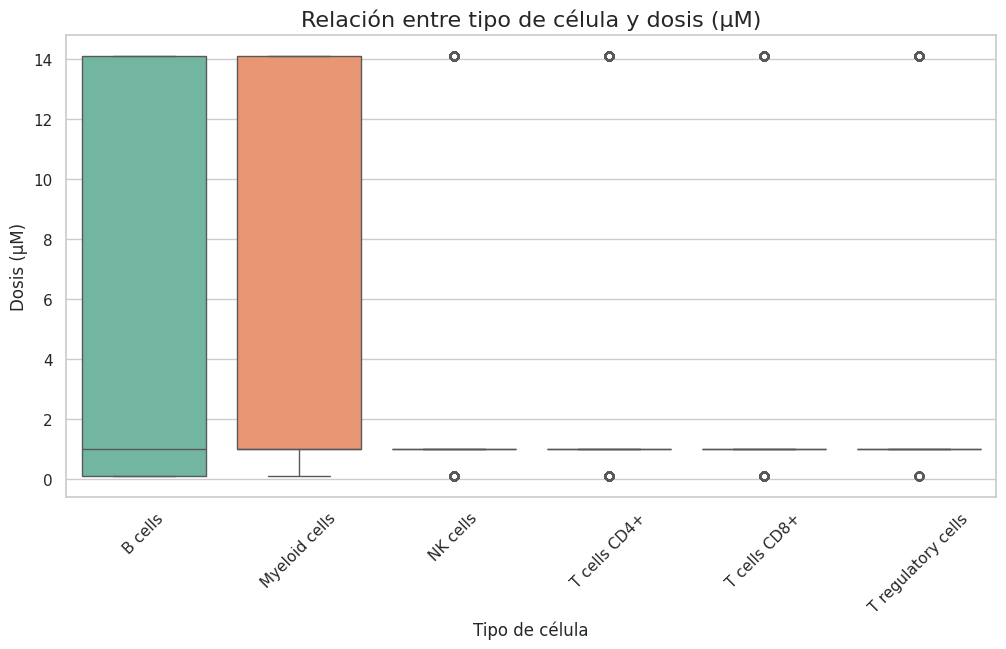 Relación entre tipo de célula y dosis (µM)
14
12
10
8
6
4
2
0
Dosis (µM)
B cells
Myeloid cells
NK cells
T cells CD4+
T cells CD8+
T regulatory cells
Tipo de célula